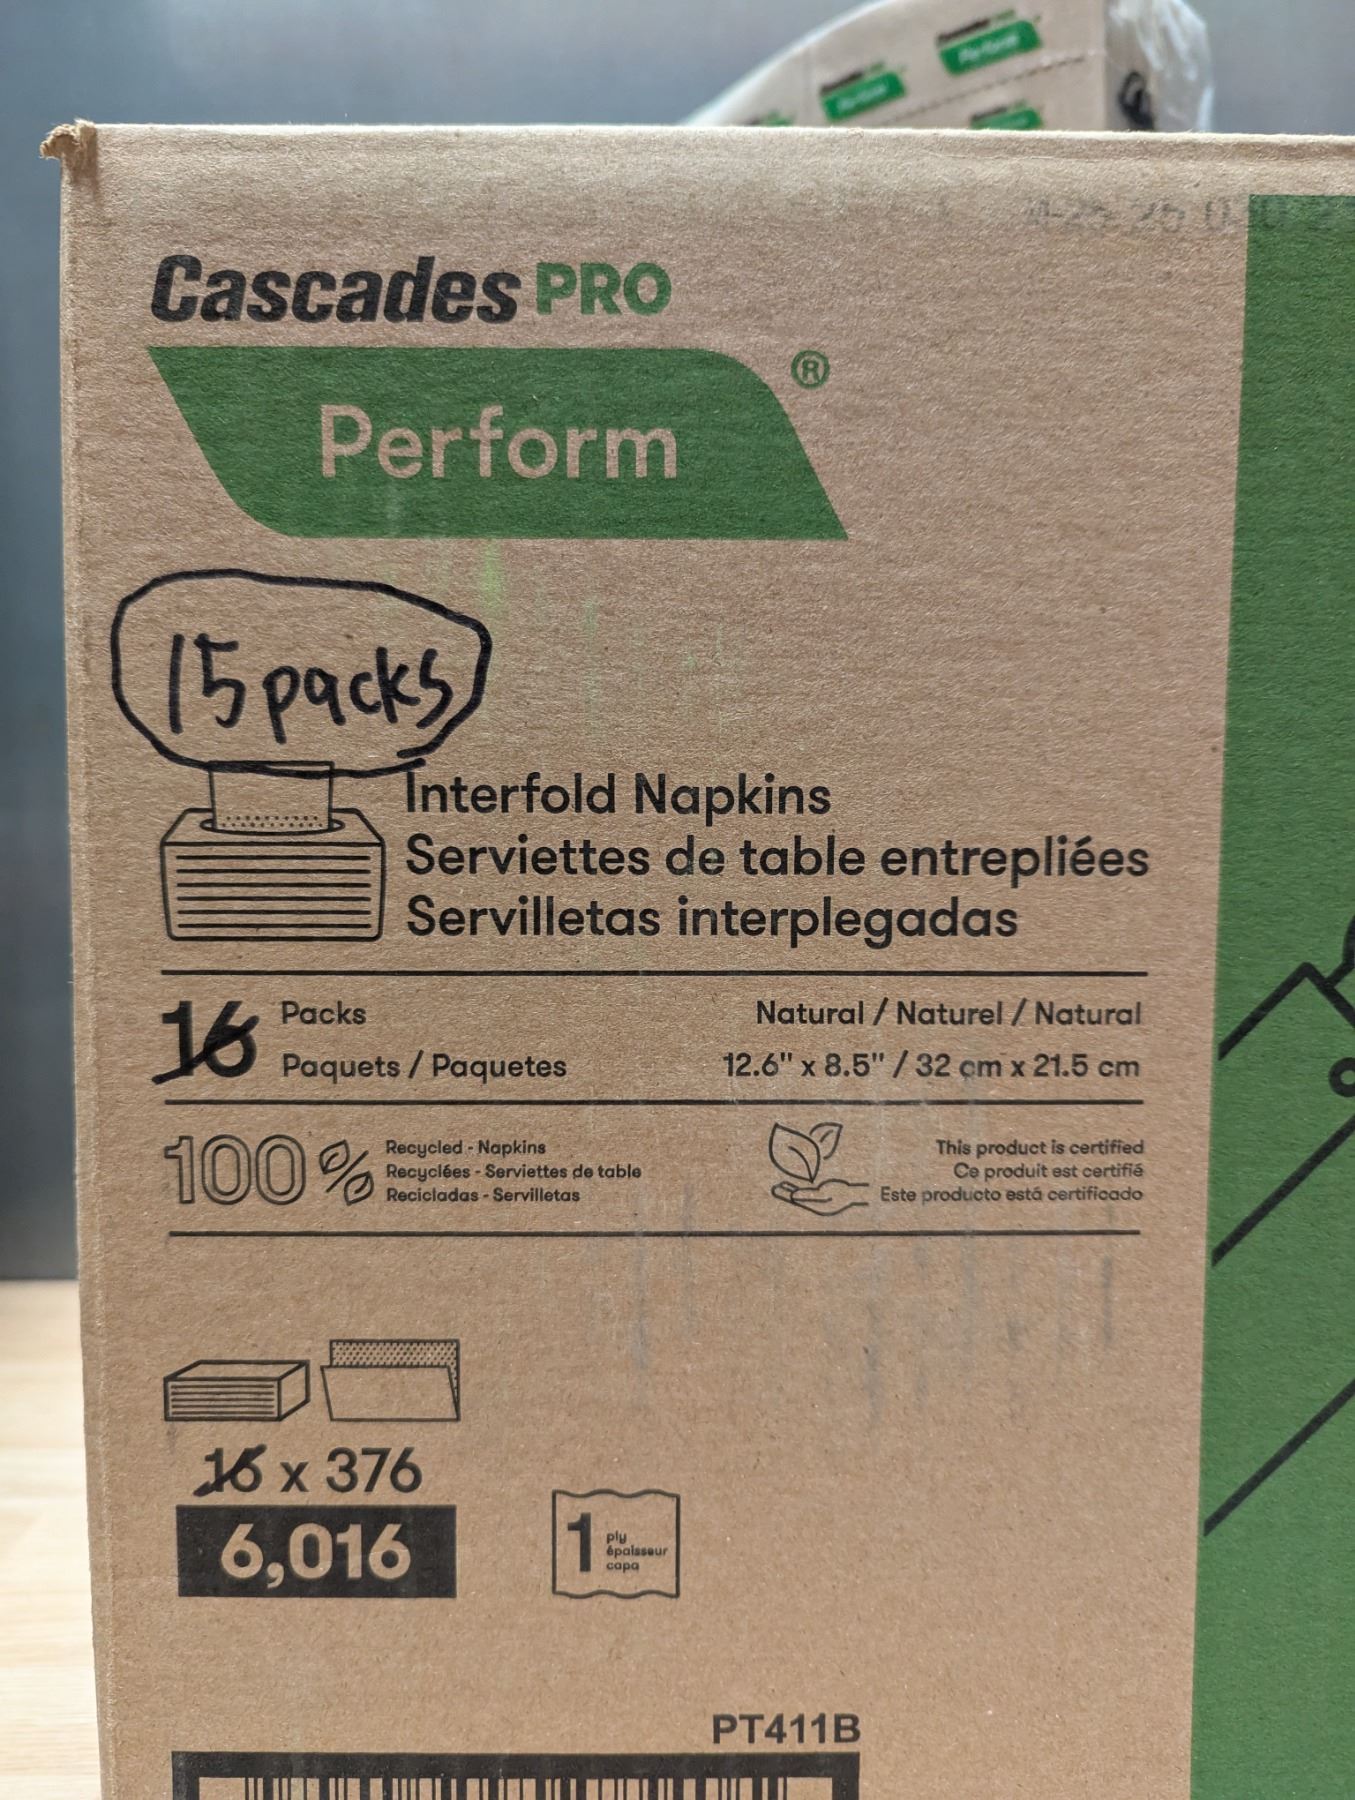 Cascades PRO
Perform®
15 packs
Interfold Napkins
Serviettes de table entrepliées
Servilletas interplegadas
16 Packs
Paquets / Paquetes
Natural / Naturel / Natural
12.6" x 8.5" / 32 cm x 21.5 cm
100%
Recycled - Napkins
Recyclées - Serviettes de table
Recicladas - Servilletas
This product is certified
Ce produit est certifié
Este producto está certificado
16 x 376
6,016
1 ply
épaisseur
capa
PT411B